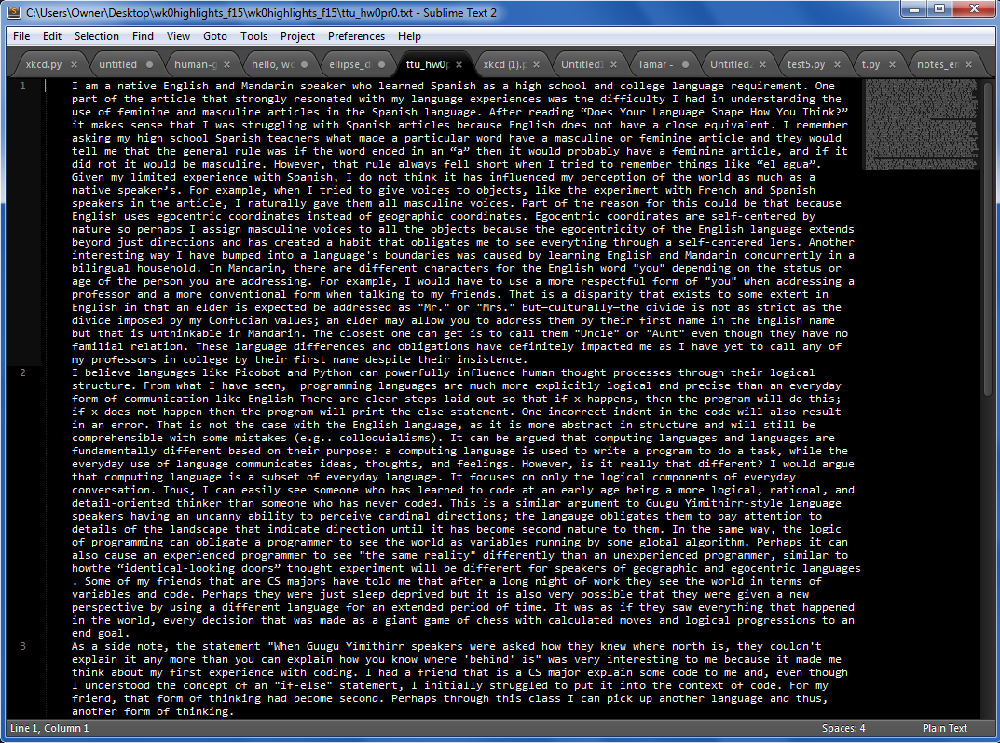 C:\Users\Owner\Desktop\wk0highlights_f15\wk0highlights_f15\ttu_hw0pr0.txt - Sublime Text 2
File Edit Selection Find View Goto Tools Project Preferences Help
xkcd.py untitled human-g hello, wo ellipse_d ttu_hw0p xkcd (1).p Untitled1 Tamar - Untitled2 test5.py t.py notes_en
1 I am a native English and Mandarin speaker who learned Spanish as a high school and college language requirement. One
part of the article that strongly resonated with my language experiences was the difficulty I had in understanding the
use of feminine and masculine articles in the Spanish language. After reading “Does Your Language Shape How You Think?”
it makes sense that I was struggling with Spanish articles because English does not have a close equivalent. I remember
asking my high school Spanish teachers what made a particular word have a masculine or feminine article and they would
tell me that the general rule was if the word ended in an “a” then it would probably have a feminine article, and if it
did not it would be masculine. However, that rule always fell short when I tried to remember things like “el agua”.
Given my limited experience with Spanish, I do not think it has influenced my perception of the world as much as a
native speaker’s. For example, when I tried to give voices to objects, like the experiment with French and Spanish
speakers in the article, I naturally gave them all masculine voices. Part of the reason for this could be that because
English uses egocentric coordinates instead of geographic coordinates. Egocentric coordinates are self-centered by
nature so perhaps I assign masculine voices to all the objects because the egocentricity of the English language extends
beyond just directions and has created a habit that obligates me to see everything through a self-centered lens. Another
interesting way I have bumped into a language's boundaries was caused by learning English and Mandarin concurrently in a
bilingual household. In Mandarin, there are different characters for the English word "you" depending on the status or
age of the person you are addressing. For example, I would have to use a more respectful form of "you" when addressing a
professor and a more conventional form when talking to my friends. That is a disparity that exists to some extent in
English in that an elder is expected be addressed as "Mr." or "Mrs." But—culturally—the divide is not as strict as the
divide imposed by my Confucian values; an elder may allow you to address them by their first name in the English name
but that is unthinkable in Mandarin. The closest one can get is to call them "Uncle" or "Aunt" even though they have no
familial relation. These language differences and obligations have definitely impacted me as I have yet to call any of
my professors in college by their first name despite their insistence.
2 I believe languages like Picobot and Python can powerfully influence human thought processes through their logical
structure. From what I have seen,  programming languages are much more explicitly logical and precise than an everyday
form of communication like English There are clear steps laid out so that if x happens, then the program will do this;
if x does not happen then the program will print the else statement. One incorrect indent in the code will also result
in an error. That is not the case with the English language, as it is more abstract in structure and will still be
comprehensible with some mistakes (e.g.. colloquialisms). It can be argued that computing languages and languages are
fundamentally different based on their purpose: a computing language is used to write a program to do a task, while the
everyday use of language communicates ideas, thoughts, and feelings. However, is it really that different? I would argue
that computing language is a subset of everyday language. It focuses on only the logical components of everyday
conversation. Thus, I can easily see someone who has learned to code at an early age being a more logical, rational, and
detail-oriented thinker than someone who has never coded. This is a similar argument to Guugu Yimithirr-style language
speakers having an uncanny ability to perceive cardinal directions; the langauge obligates them to pay attention to
details of the landscape that indicate direction until it has become second nature to them. In the same way, the logic
of programming can obligate a programmer to see the world as variables running by some global algorithm. Perhaps it can
also cause an experienced programmer to see "the same reality" differently than an unexperienced programmer, similar to
howthe “identical-looking doors” thought experiment will be different for speakers of geographic and egocentric languages
. Some of my friends that are CS majors have told me that after a long night of work they see the world in terms of
variables and code. Perhaps they were just sleep deprived but it is also very possible that they were given a new
perspective by using a different language for an extended period of time. It was as if they saw everything that happened
in the world, every decision that was made as a giant game of chess with calculated moves and logical progressions to an
end goal.
3 As a side note, the statement "When Guugu Yimithirr speakers were asked how they knew where north is, they couldn't
explain it any more than you can explain how you know where 'behind' is" was very interesting to me because it made me
think about my first experience with coding. I had a friend that is a CS major explain some code to me and, even though
I understood the concept of an "if-else" statement, I initially struggled to put it into the context of code. For my
friend, that form of thinking had become second. Perhaps through this class I can pick up another language and thus,
another form of thinking.
Line 1, Column 1 Spaces: 4 Plain Text